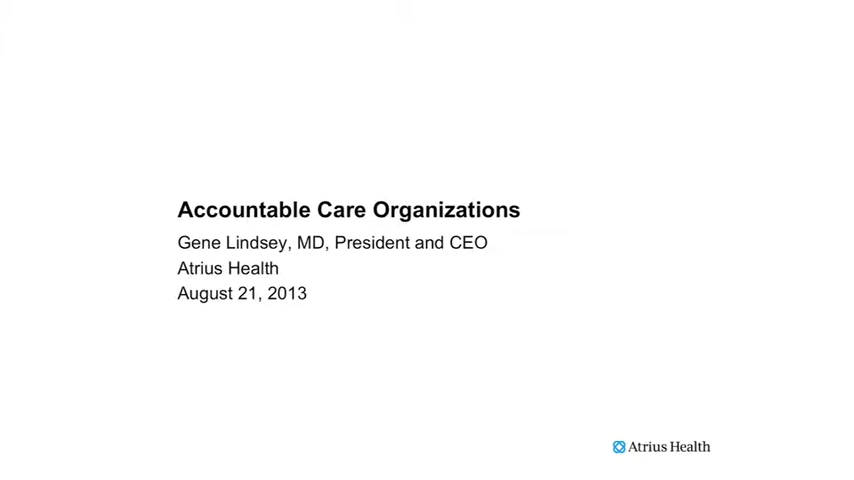 Accountable Care Organizations
Gene Lindsey, MD, President and CEO
Atrius Health
August 21, 2013
Atrius Health